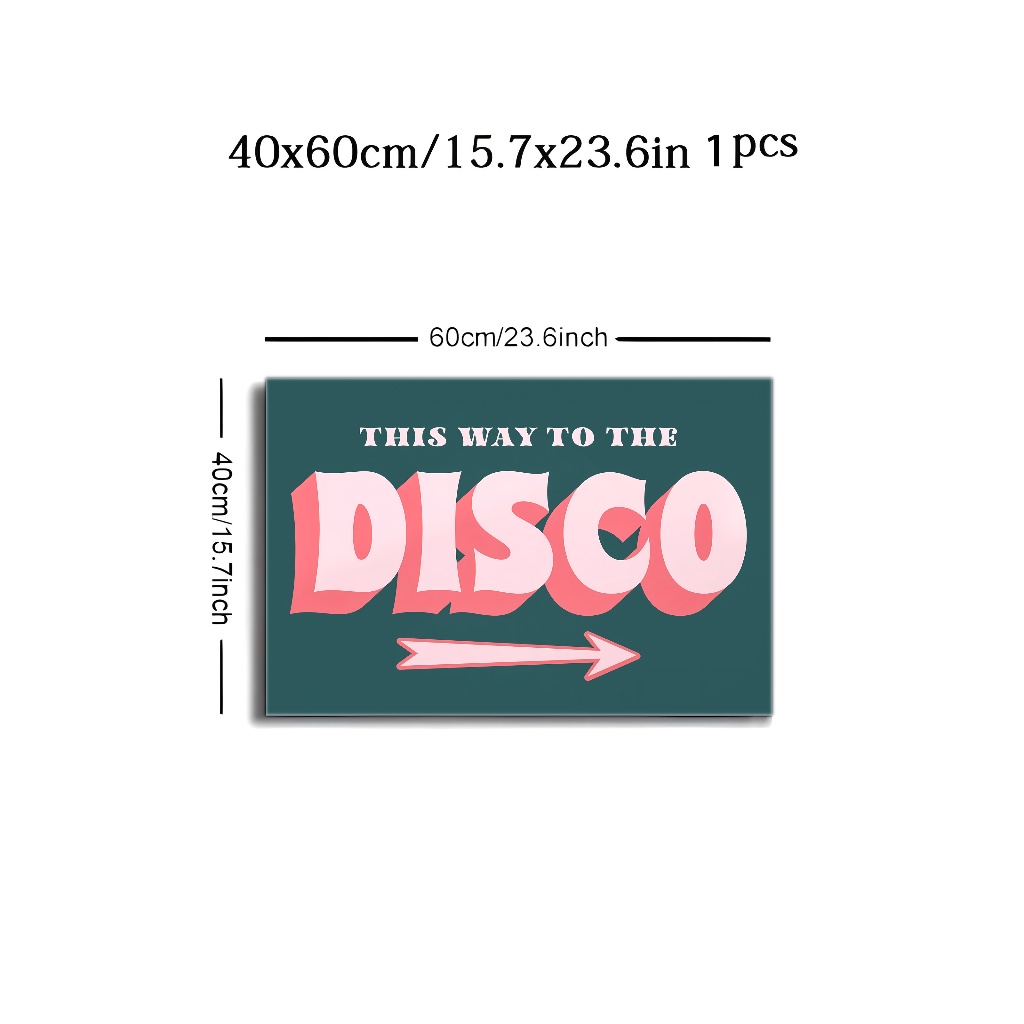 40x60cm/15.7x23.6in 1pcs
60cm/23.6inch
40cm/15.7inch
THIS WAY TO THE
DISCO